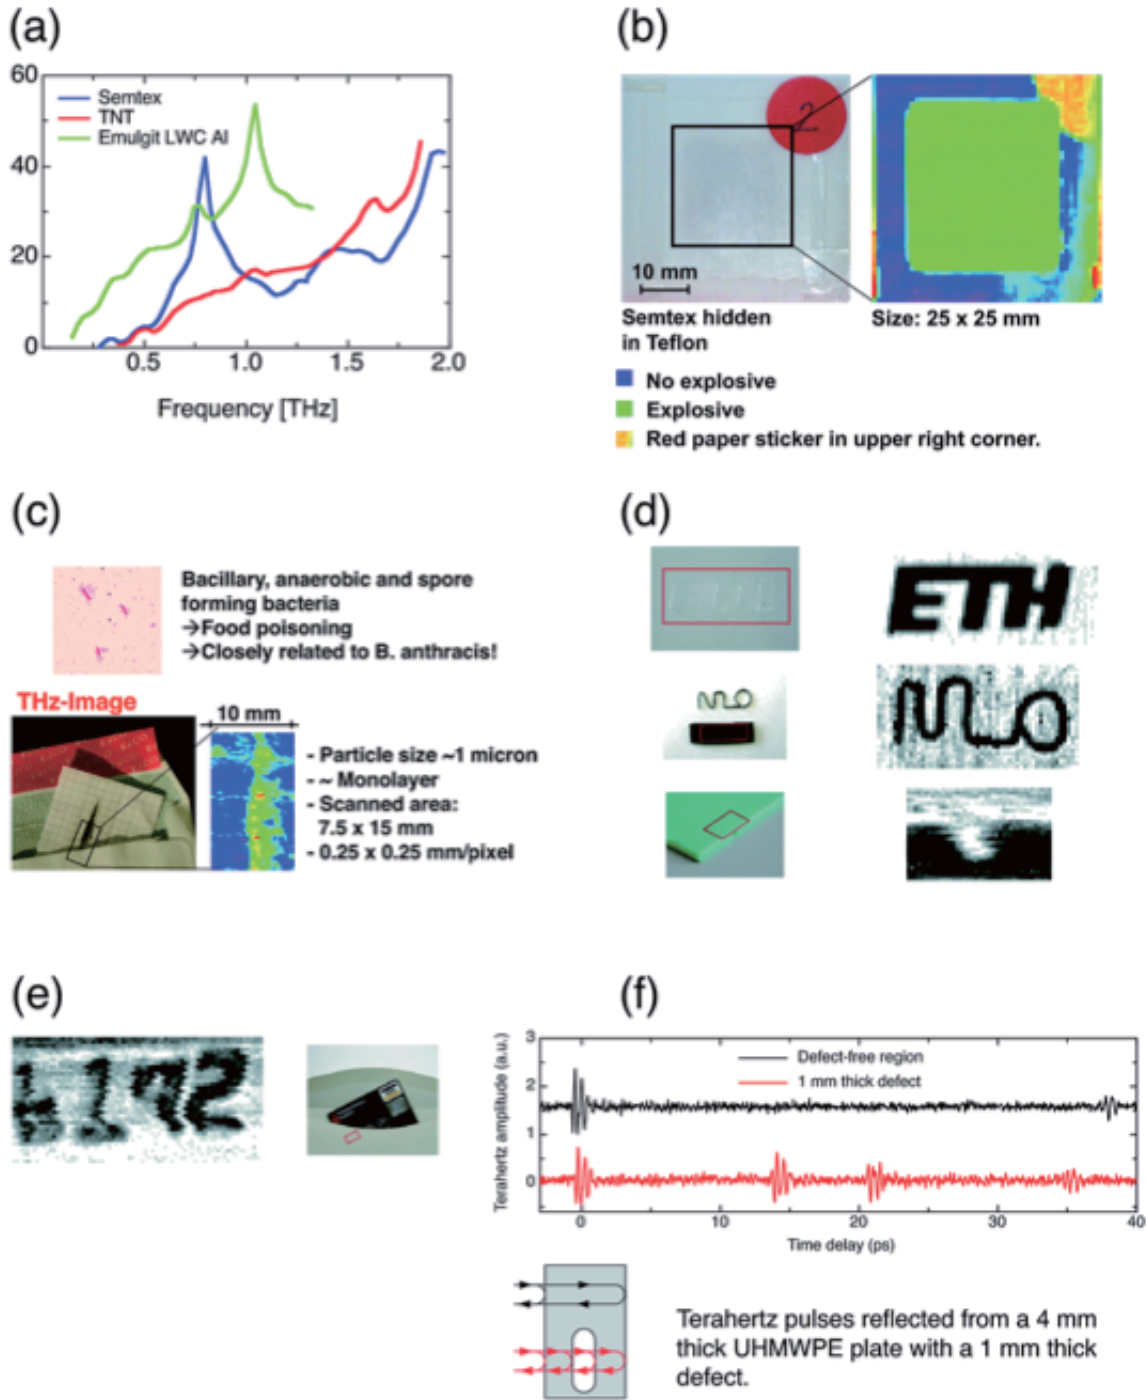 (a)
60
40
20
0
Semtex
TNT
Emulgit LWC Al
0.5
1.0
1.5
2.0
Frequency [THz]
(b)
2
10 mm
Semtex hidden
in Teflon
Size: 25 x 25 mm
No explosive
Explosive
Red paper sticker in upper right corner.
(c)
Bacillary, anaerobic and spore
forming bacteria
→Food poisoning
→Closely related to B. anthracis!
THz-Image
10 mm
- Particle size ~1 micron
- ~ Monolayer
- Scanned area:
7.5 x 15 mm
- 0.25 x 0.25 mm/pixel
(d)
ETH
(e)
192
(f)
Terahertz amplitude (a.u.)
3
2
1
0
Defect-free region
1 mm thick defect
0
10
20
30
40
Time delay (ps)
Terahertz pulses reflected from a 4 mm
thick UHMWPE plate with a 1 mm thick
defect.